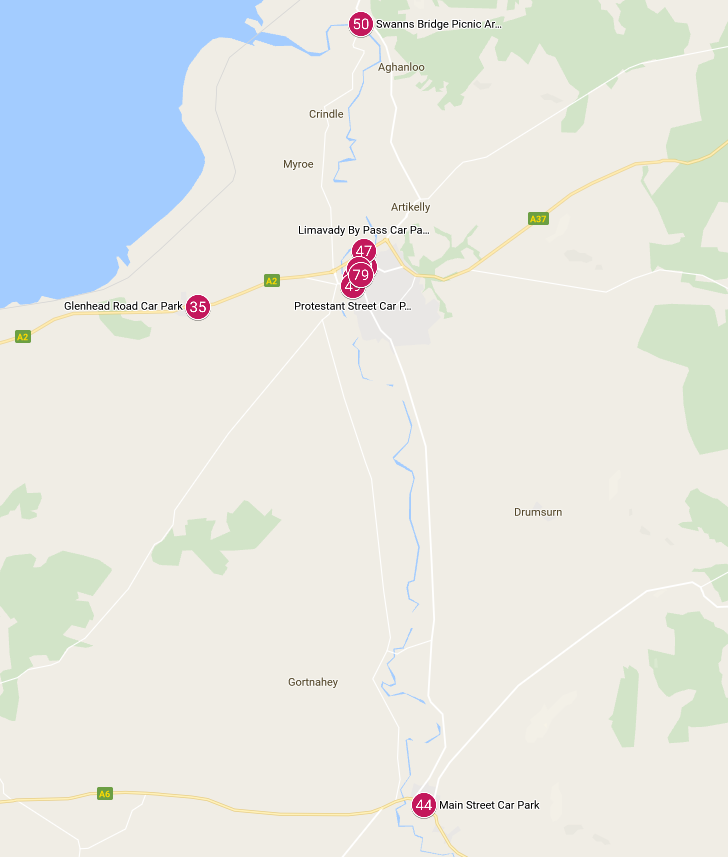 50 Swanns Bridge Picnic Ar...
Aghanloo
Crindle
Myroe
Artikelly
A37
Limavady By Pass Car Pa...
47
79
A2
49
Glenhead Road Car Park 35
Protestant Street Car P...
A2
Drumsurn
Gortnahey
A6
44 Main Street Car Park